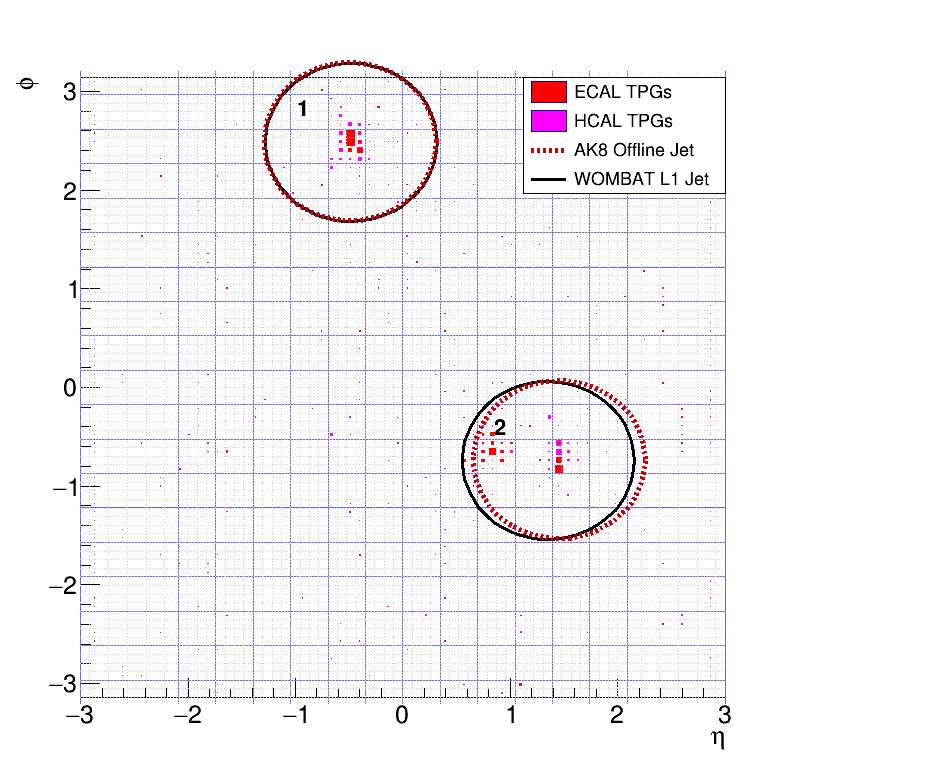 ϕ
3
2
1
0
−1
−2
−3
1
2
ECAL TPGs
HCAL TPGs
AK8 Offline Jet
WOMBAT L1 Jet
−3 −2 −1 0 1 2 3
η